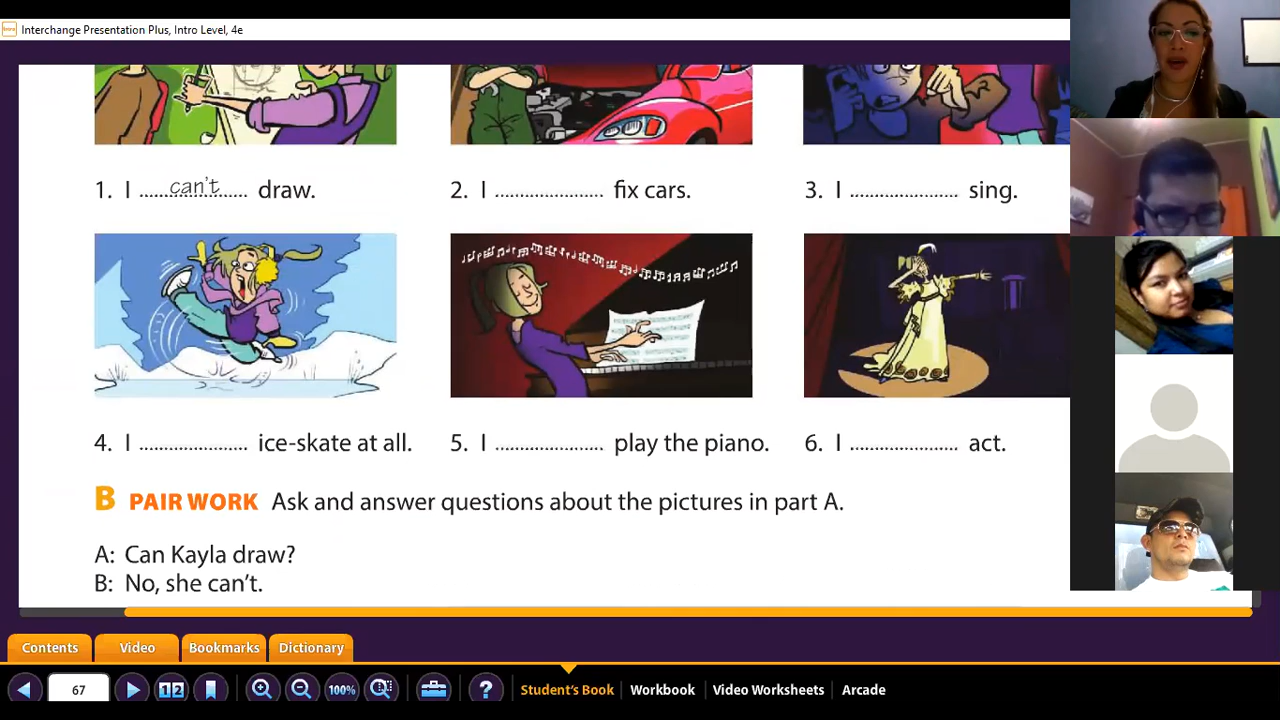 Interchange Presentation Plus, Intro Level, 4e
1. I ....can't.... draw.
2. I .................... fix cars.
3. I .................... sing.
4. I .................... ice-skate at all.
5. I .................... play the piano.
6. I .................... act.
B PAIR WORK Ask and answer questions about the pictures in part A.
A: Can Kayla draw?
B: No, she can't.
Contents Video Bookmarks Dictionary
67 1 2 100% ? Student's Book Workbook Video Worksheets Arcade